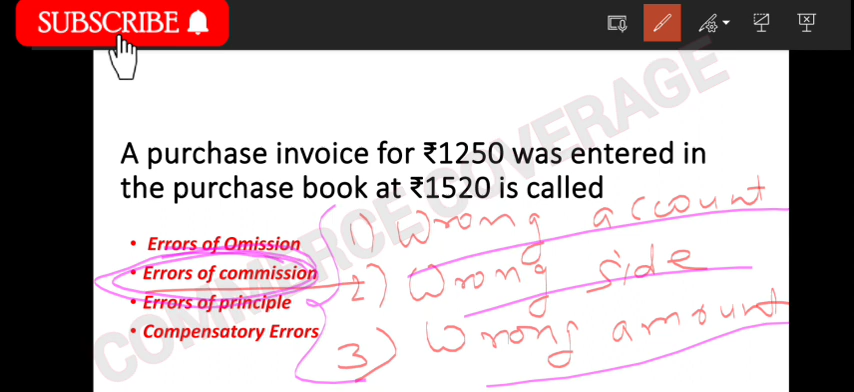 SUBSCRIBE
COMMERCE COVERAGE
A purchase invoice for ₹1250 was entered in
the purchase book at ₹1520 is called
• Errors of Omission
• Errors of commission
• Errors of principle
• Compensatory Errors
1) Wrong account
2) Wrong side
3) Wrong amount